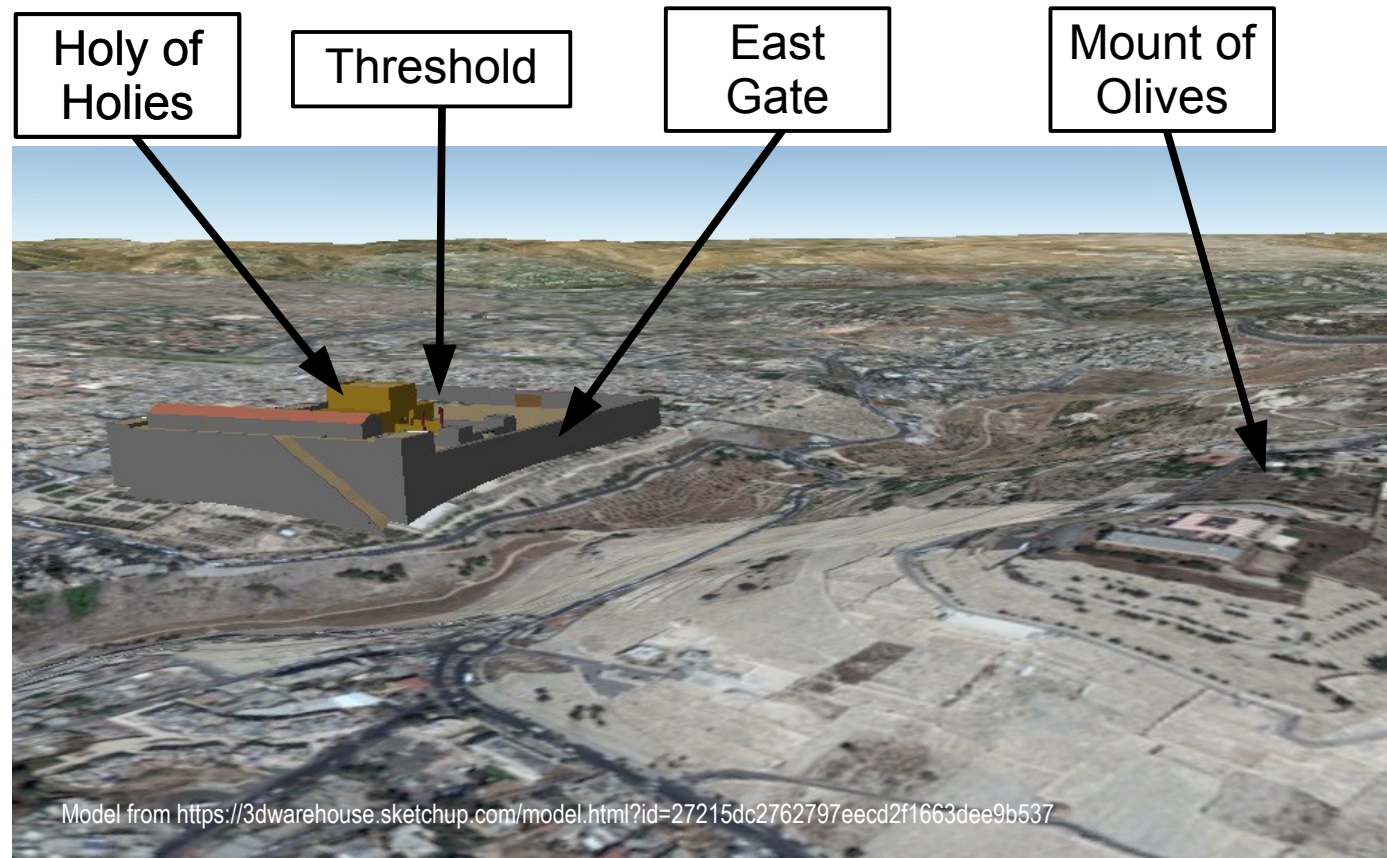 Holy of
Holies
Threshold
East
Gate
Mount of
Olives
Model from https://3dwarehouse.sketchup.com/model.html?id=27215dc2762797eecd2f1663dee9b537